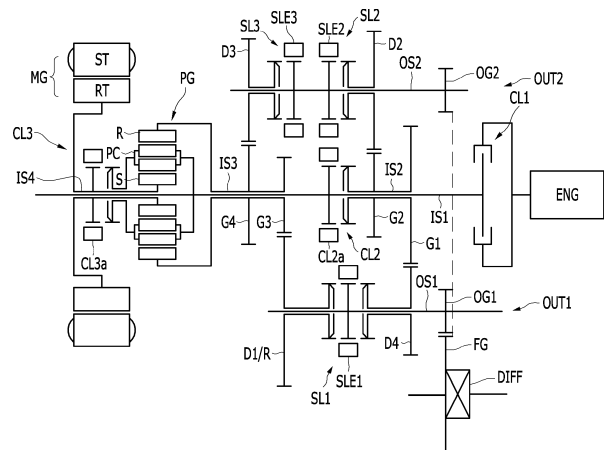 SLE3
SLE2
SL3
SL2
D3
D2
ST
MG
RT
PG
OS2
OG2
OUT2
CL1
CL3
R
PC
S
IS4
IS3
IS2
IS1
ENG
CL3a
G4
G3
CL2a
CL2
G2
G1
OS1
OG1
OUT1
D1/R
SL1
SLE1
D4
FG
DIFF